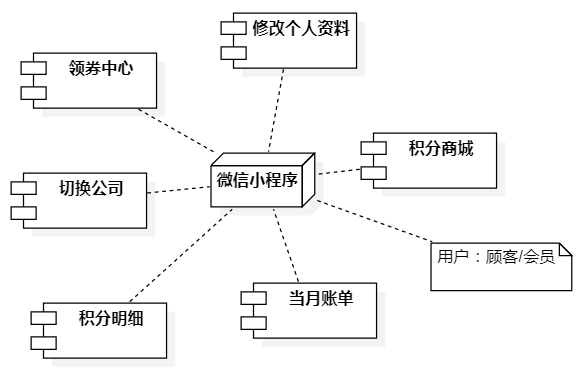 修改个人资料
领券中心
积分商城
微信小程序
切换公司
用户：顾客/会员
当月账单
积分明细